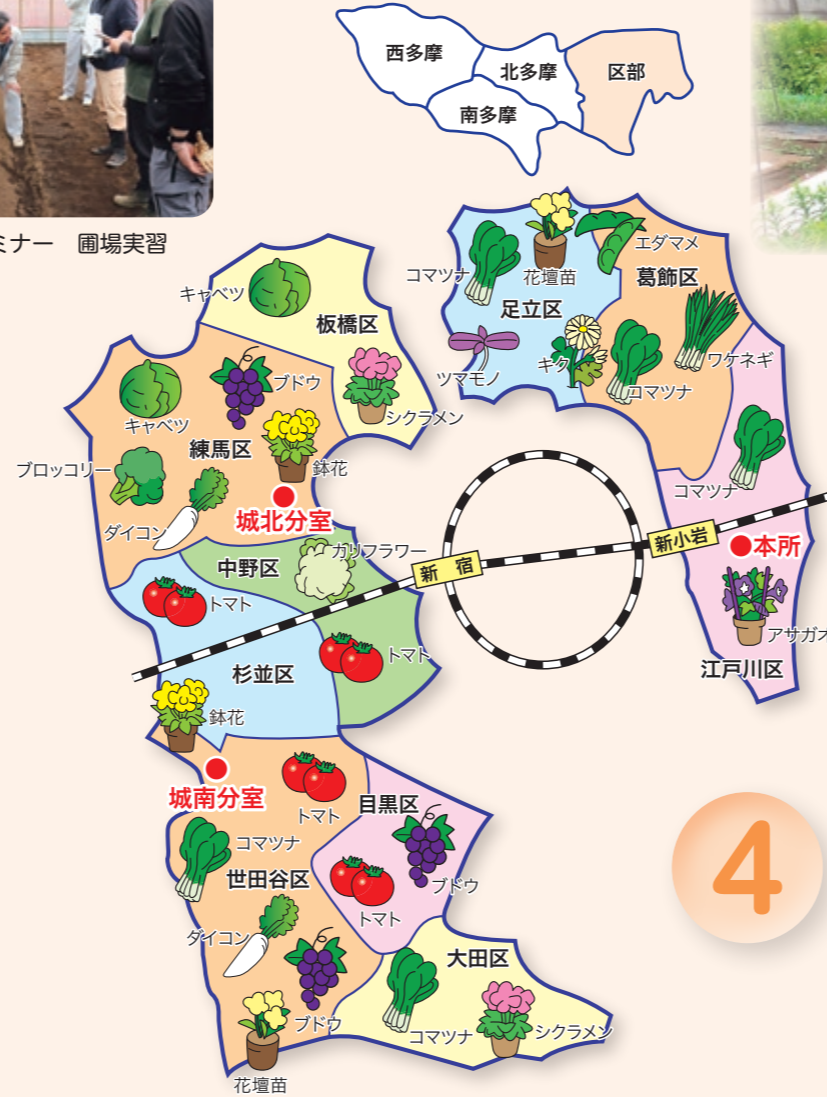 西多摩
北多摩
区部
南多摩
ミナー 圃場実習
キャベツ
板橋区
シクラメン
キャベツ
ブドウ
練馬区
鉢花
ブロッコリー
ダイコン
城北分室
中野区
カリフラワー
トマト
トマト
杉並区
鉢花
コマツナ
花壇苗
足立区
ツマモノ
キク
エダマメ
葛飾区
ワケネギ
コマツナ
コマツナ
新宿
新小岩
本所
アサガオ
江戸川区
城南分室
トマト
コマツナ
世田谷区
ダイコン
ブドウ
花壇苗
目黒区
ブドウ
トマト
大田区
コマツナ
シクラメン
4